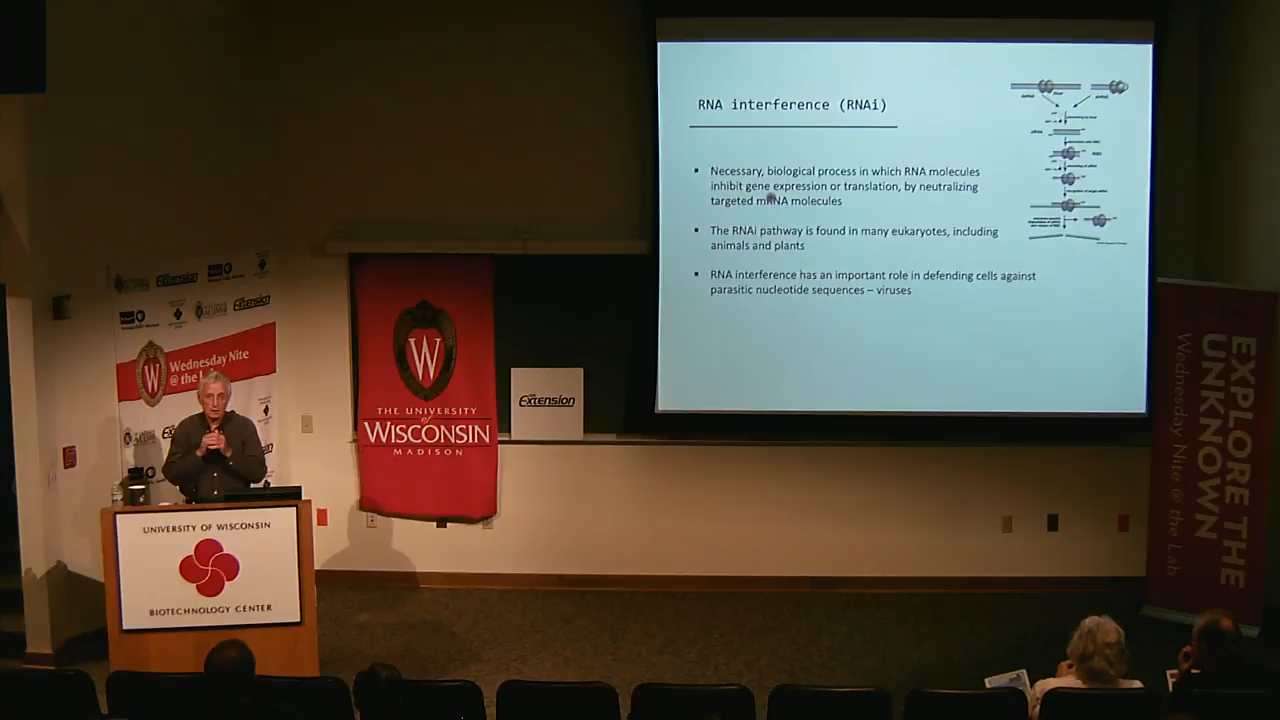 RNA interference (RNAi)
▪ Necessary, biological process in which RNA molecules
inhibit gene expression or translation, by neutralizing
targeted mRNA molecules
▪ The RNAi pathway is found in many eukaryotes, including
animals and plants
▪ RNA interference has an important role in defending cells against
parasitic nucleotide sequences – viruses
Extension
Extension
Wednesday Nite
@ the
W
THE UNIVERSITY
of
WISCONSIN
MADISON
Extension
UNIVERSITY OF WISCONSIN
BIOTECHNOLOGY CENTER
EXPLORE THE
UNKNOWN
Wednesday Nite @ the Lab